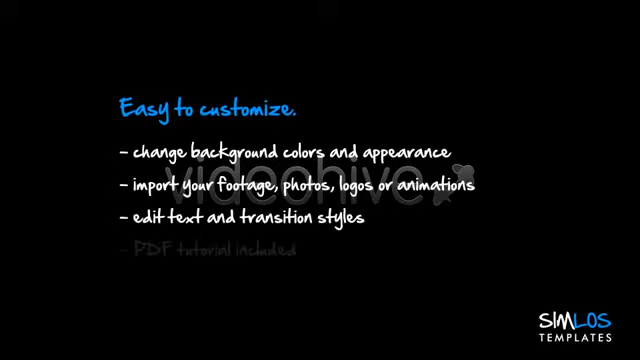 Easy to customize.
- change background colors and appearance
videohive
- import your footage, photos, logos or animations
- edit text and transition styles
- PDF tutorial included
SIMLOS
TEMPLATES